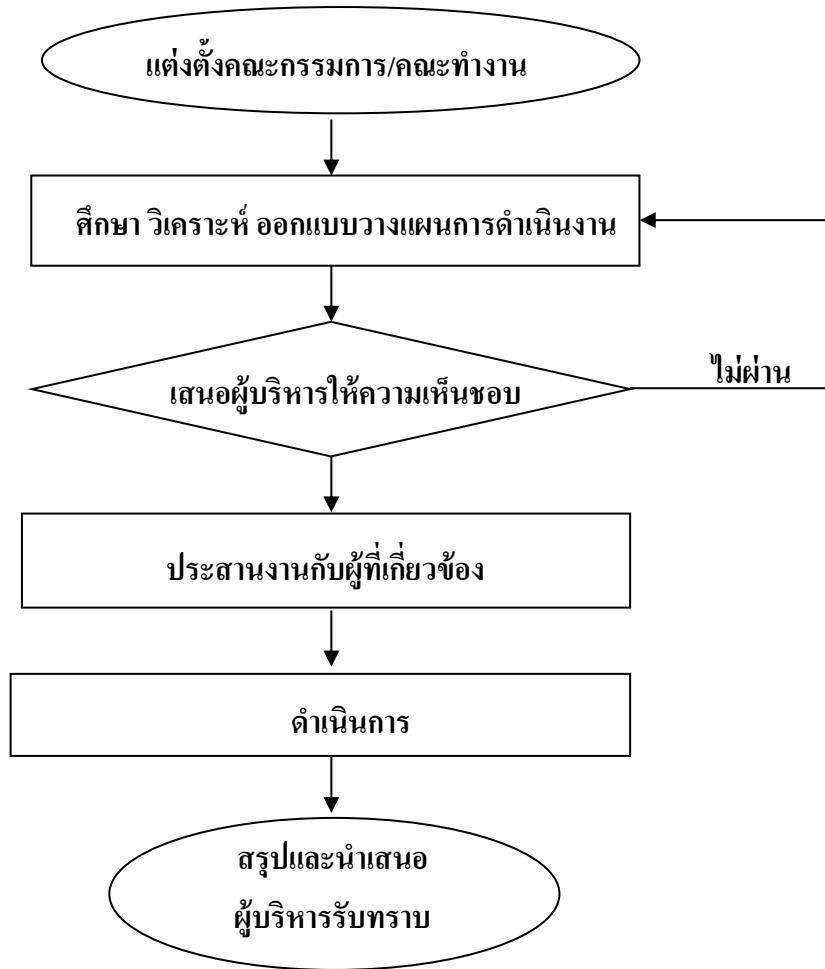 แต่งตั้งคณะกรรมการ/คณะทำงาน
ศึกษา วิเคราะห์ ออกแบบวางแผนการดำเนินงาน
เสนอผู้บริหารให้ความเห็นชอบ
ไม่ผ่าน
ประสานงานกับผู้ที่เกี่ยวข้อง
ดำเนินการ
สรุปและนำเสนอ
ผู้บริหารรับทราบ